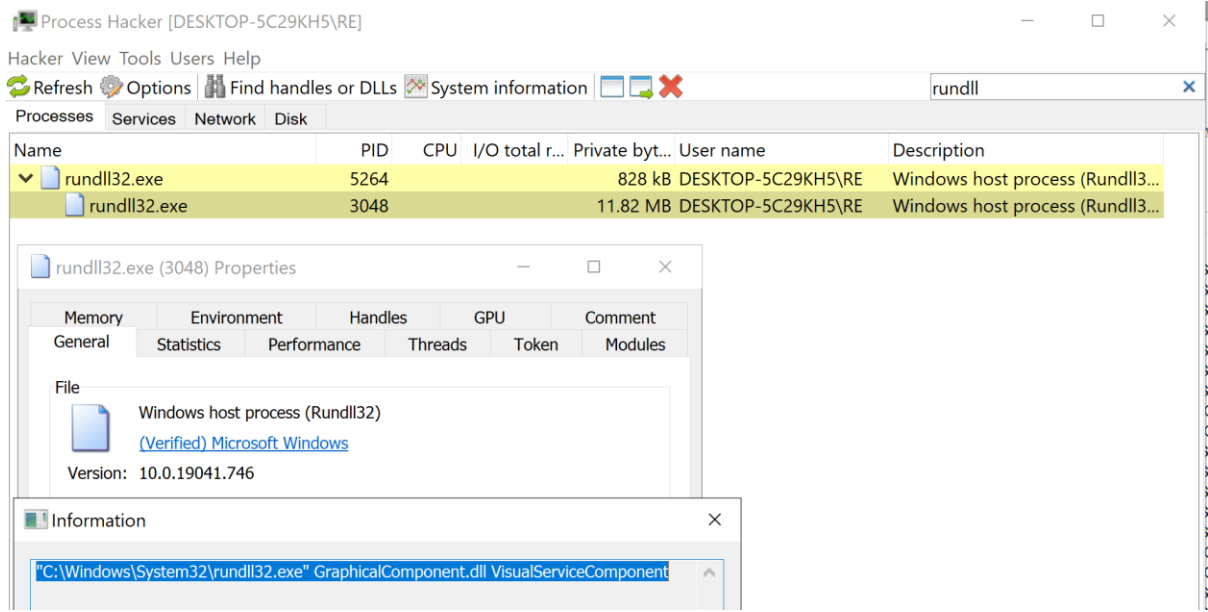 Process Hacker [DESKTOP-5C29KH5\RE]
Hacker View Tools Users Help
Refresh Options Find handles or DLLs System information rundll
Processes Services Network Disk
Name PID CPU I/O total r... Private byt... User name Description
rundll32.exe 5264 828 kB DESKTOP-5C29KH5\RE Windows host process (Rundll3...
rundll32.exe 3048 11.82 MB DESKTOP-5C29KH5\RE Windows host process (Rundll3...
rundll32.exe (3048) Properties
Memory Environment Handles GPU Comment
General Statistics Performance Threads Token Modules
File
Windows host process (Rundll32)
(Verified) Microsoft Windows
Version: 10.0.19041.746
Information
"C:\Windows\System32\rundll32.exe" GraphicalComponent.dll VisualServiceComponent